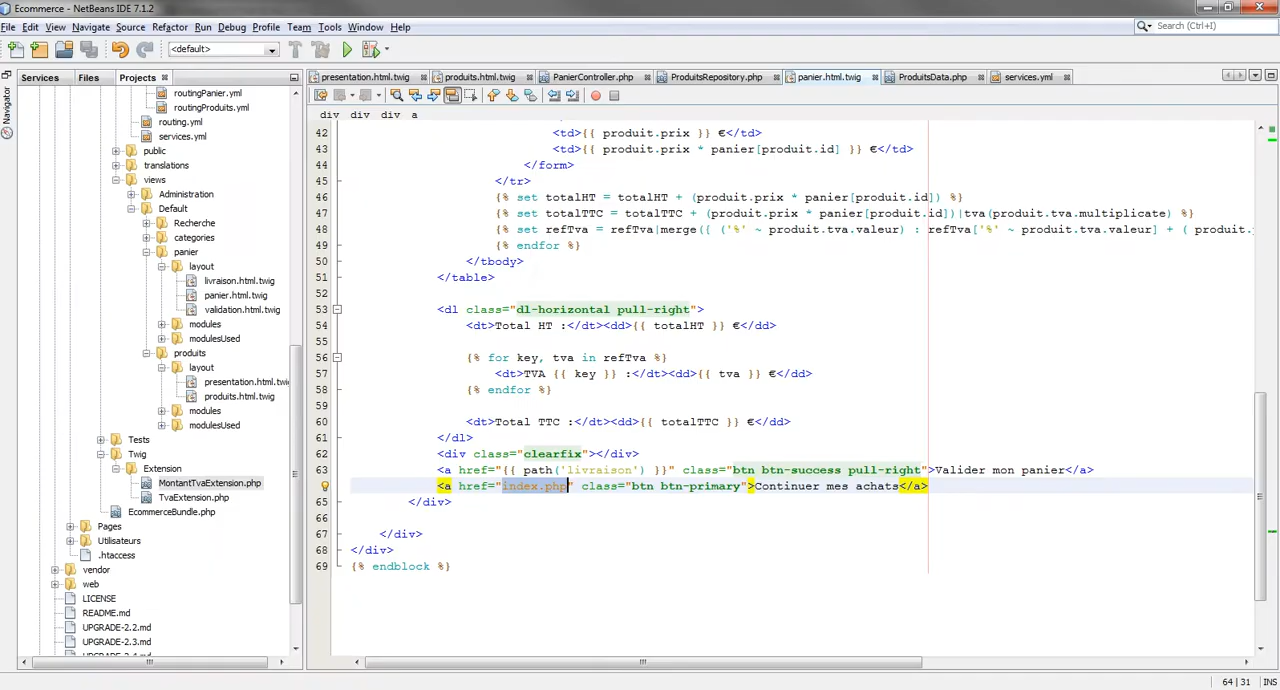 Ecommerce - NetBeans IDE 7.1.2
File Edit View Navigate Source Refactor Run Debug Profile Team Tools Window Help
Search (Ctrl+I)
<default>
Services Files Projects
presentation.html.twig produits.html.twig PanierController.php ProduitsRepository.php panier.html.twig ProduitsData.php services.yml
Navigator
div div div a
routingPanier.yml
routingProduits.yml
routing.yml
services.yml
public
translations
views
Administration
Default
Recherche
categories
panier
layout
livraison.html.twig
panier.html.twig
validation.html.twig
modules
modulesUsed
produits
layout
presentation.html.twig
produits.html.twig
modules
modulesUsed
Tests
Twig
Extension
MontantTvaExtension.php
TvaExtension.php
EcommerceBundle.php
Pages
Utilisateurs
.htaccess
vendor
web
LICENSE
README.md
UPGRADE-2.2.md
UPGRADE-2.3.md
42 <td>{{ produit.prix }} €</td>
43 <td>{{ produit.prix * panier[produit.id] }} €</td>
44 </form>
45 </tr>
46 {% set totalHT = totalHT + (produit.prix * panier[produit.id]) %}
47 {% set totalTTC = totalTTC + (produit.prix * panier[produit.id])|tva(produit.tva.multiplicate) %}
48 {% set refTva = refTva|merge({ ('%' ~ produit.tva.valeur) : refTva['%' ~ produit.tva.valeur] + ( produit.p
49 {% endfor %}
50 </tbody>
51 </table>
52
53 <dl class="dl-horizontal pull-right">
54 <dt>Total HT :</dt><dd>{{ totalHT }} €</dd>
55
56 {% for key, tva in refTva %}
57 <dt>TVA {{ key }} :</dt><dd>{{ tva }} €</dd>
58 {% endfor %}
59
60 <dt>Total TTC :</dt><dd>{{ totalTTC }} €</dd>
61 </dl>
62 <div class="clearfix"></div>
63 <a href="{{ path('livraison') }}" class="btn btn-success pull-right">Valider mon panier</a>
<a href="index.php" class="btn btn-primary">Continuer mes achats</a>
65 </div>
66
67 </div>
68 </div>
69 {% endblock %}
64 | 31 INS